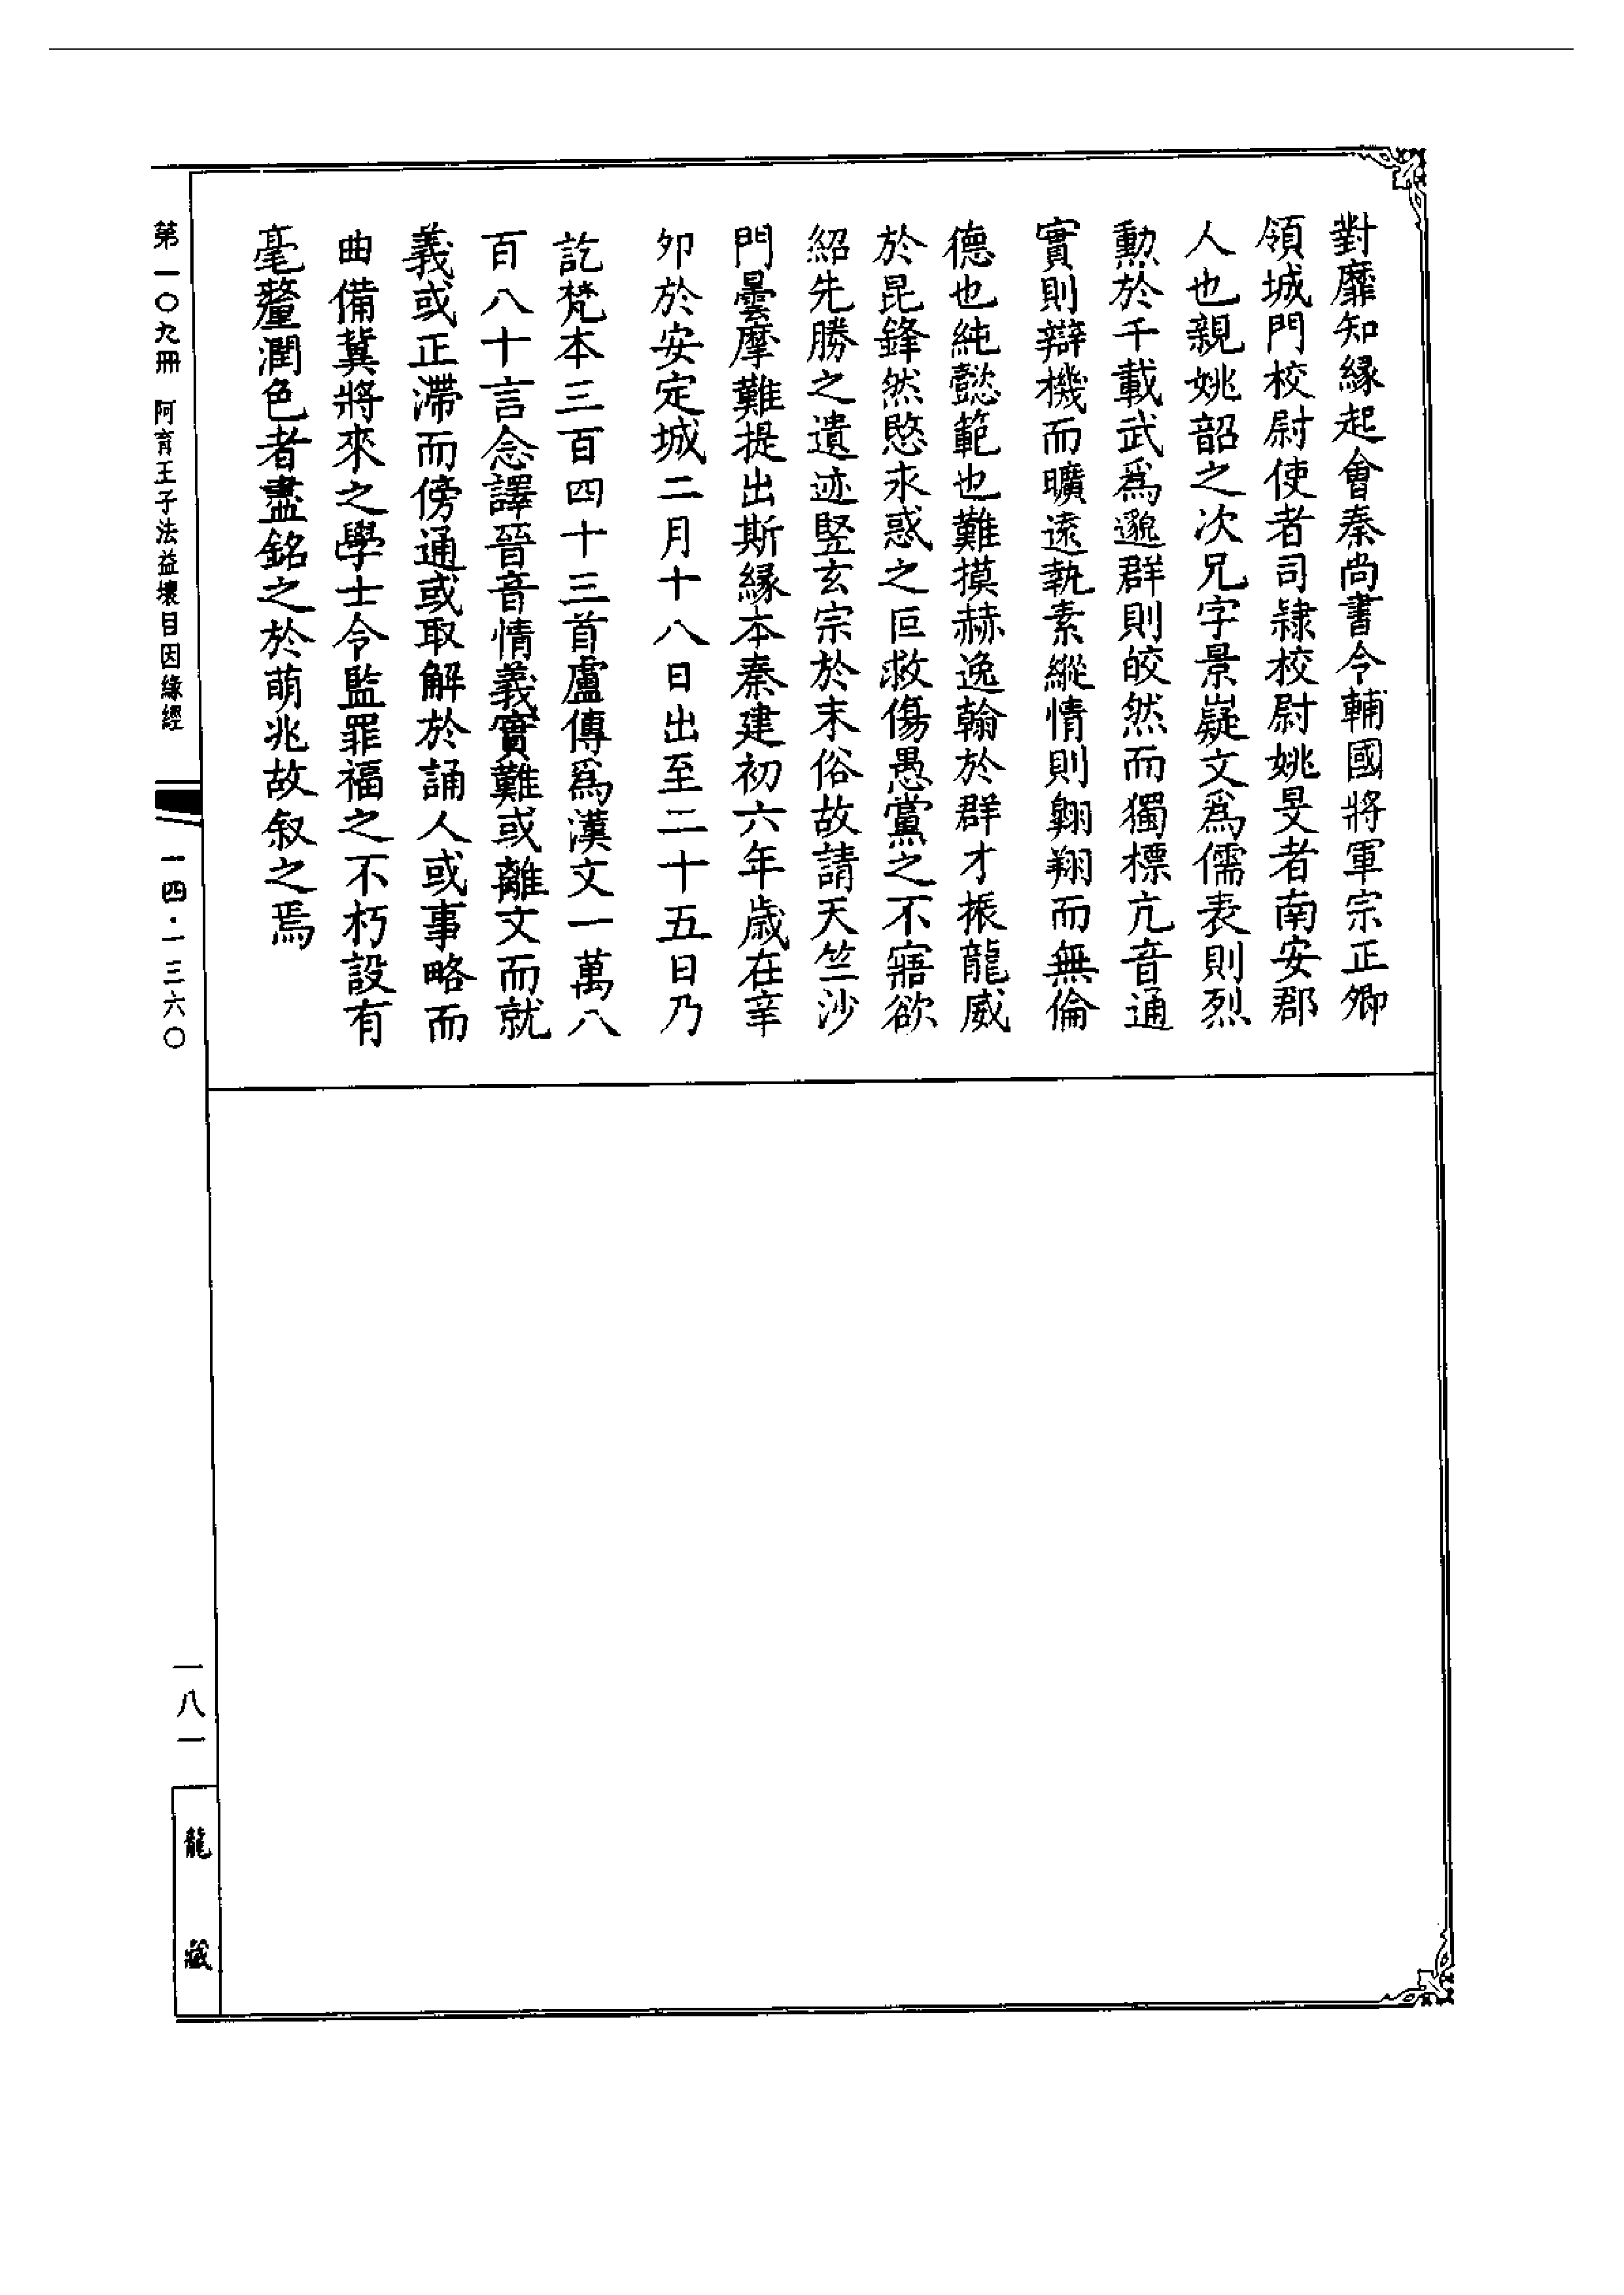 對靡知緣起會秦尚書令輔國將軍宗正卿
領城門校尉使者司隸校尉姚旻者南安郡
人也親姚韶之次兄字景嶷文爲儒表則烈
勲於千載武爲邈群則皎然而獨標亢音通
實則辯機而曠遠執素縱情則翱翔而無倫
德也純懿範也難摸赫逸翰於群才振龍威
於昆鋒然愍永惑之叵救傷愚黨之不寤欲
紹先勝之遺迹竪玄宗於末俗故請天竺沙
門曇摩難提出斯緣本秦建初六年歲在辛
卯於安定城二月十八日出至二十五日乃
訖梵本三百四十三首盧傳爲漢文一萬八
百八十言念譯晉音情義實難或離文而就
義或正滯而傍通或取解於誦人或事略而
曲備冀將來之學士令監罪福之不朽設有
毫釐潤色者盡銘之於萌兆故叙之焉
第一〇九冊 阿育王子法益壞目因緣經
一四·一三六〇
一八一
龍藏